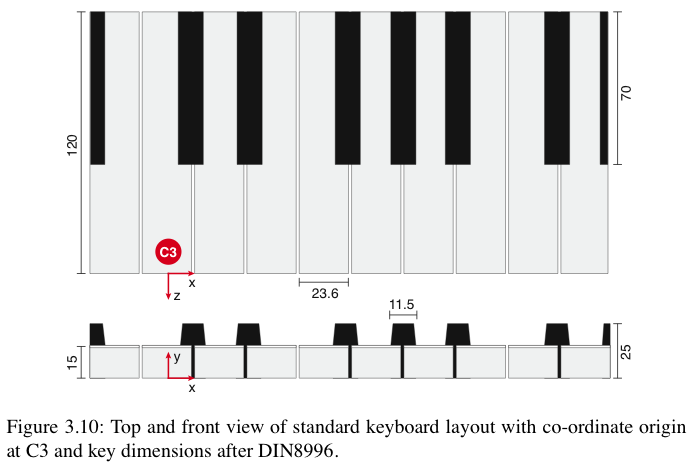 120
70
C3
x
z
23.6
11.5
15
y
x
25
Figure 3.10: Top and front view of standard keyboard layout with co-ordinate origin
at C3 and key dimensions after DIN8996.